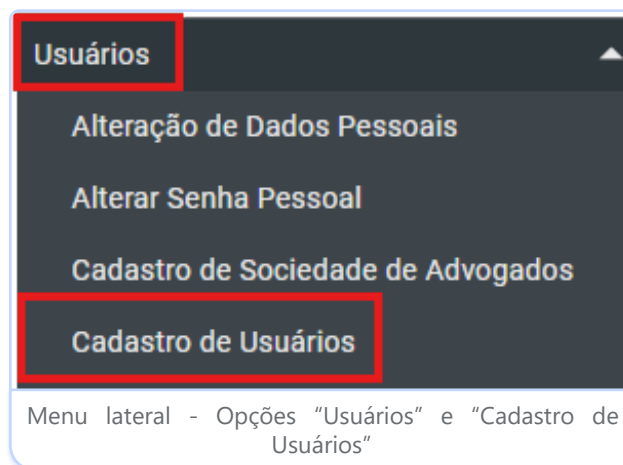 Usuários
Alteração de Dados Pessoais
Alterar Senha Pessoal
Cadastro de Sociedade de Advogados
Cadastro de Usuários
Menu lateral - Opções “Usuários” e “Cadastro de
Usuários”